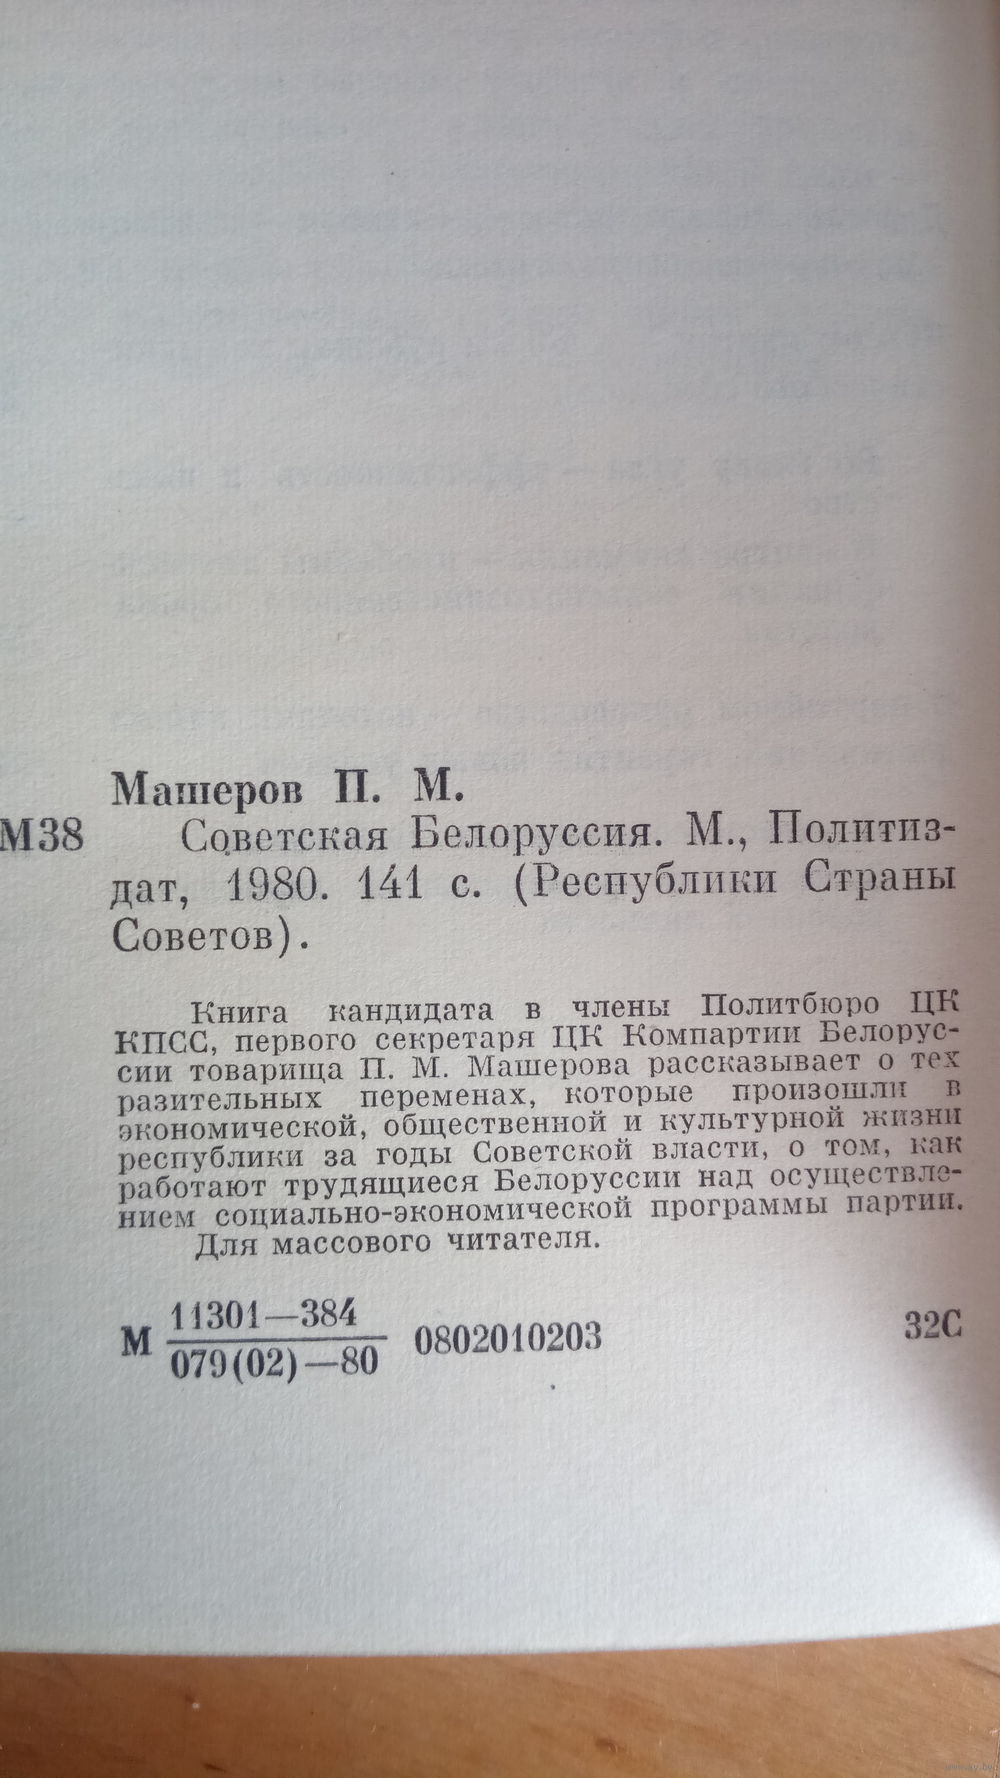 Машеров П. М.
М38 Советская Белоруссия. М., Политиз-
дат, 1980. 141 с. (Республики Страны
Советов).
Книга кандидата в члены Политбюро ЦК
КПСС, первого секретаря ЦК Компартии Белорус-
сии товарища П. М. Машерова рассказывает о тех
разительных переменах, которые произошли в
экономической, общественной и культурной жизни
республики за годы Советской власти, о том, как
работают трудящиеся Белоруссии над осуществле-
нием социально-экономической программы партии.
Для массового читателя.
М 11301—384
079(02)—80 0802010203 32С